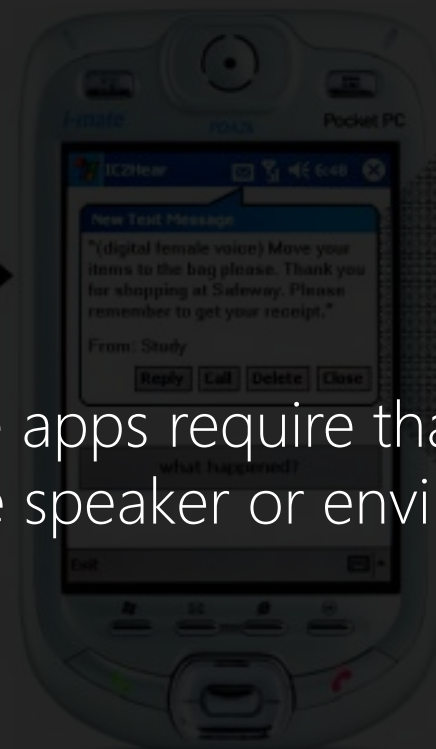 i-mate
Pocket PC
IC2Hear
6:48
New Text Message
"(digital female voice) Move your
items to the bag please. Thank you
for shopping at Safeway. Please
remember to get your receipt."
From: Study
Reply Call Delete Close
apps require tha
what happened?
speaker or envi
Exit